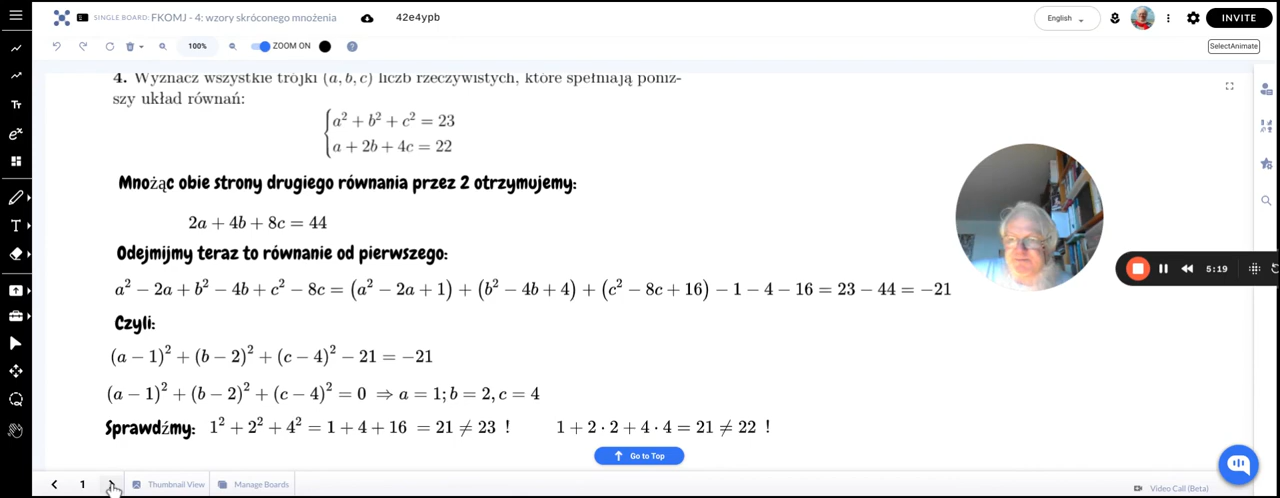 SINGLE BOARD: FKOMJ - 4: wzory skróconego mnożenia
42e4ypb
English
INVITE
100%
ZOOM ON
SelectAnimate
4. Wyznacz wszystkie trójki (a, b, c) liczb rzeczywistych, które spełniają poniż-
szy układ równań:
a² + b² + c² = 23
a + 2b + 4c = 22
Mnożąc obie strony drugiego równania przez 2 otrzymujemy:
2a + 4b + 8c = 44
Odejmijmy teraz to równanie od pierwszego:
a² − 2a + b² − 4b + c² − 8c = (a² − 2a + 1) + (b² − 4b + 4) + (c² − 8c + 16) − 1 − 4 − 16 = 23 − 44 = −21
5:19
Czyli:
(a − 1)² + (b − 2)² + (c − 4)² − 21 = −21
(a − 1)² + (b − 2)² + (c − 4)² = 0 ⇒ a = 1; b = 2, c = 4
Sprawdźmy: 1² + 2² + 4² = 1 + 4 + 16 = 21 ≠ 23 ! 1 + 2 · 2 + 4 · 4 = 21 ≠ 22 !
Go to Top
1
Thumbnail View
Manage Boards
Video Call (Beta)